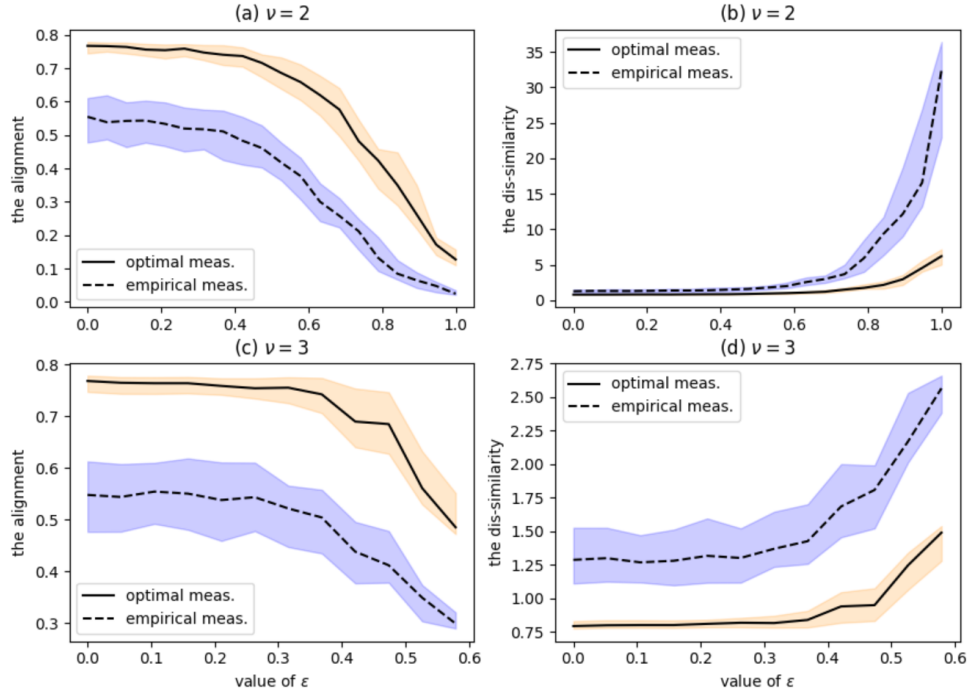 (a) ν = 2
the alignment
0.8
0.7
0.6
0.5
0.4
0.3
0.2
0.1
0.0
optimal meas.
empirical meas.
0.0 0.2 0.4 0.6 0.8 1.0
(b) ν = 2
the dis-similarity
35
30
25
20
15
10
5
0
optimal meas.
empirical meas.
0.0 0.2 0.4 0.6 0.8 1.0
(c) ν = 3
the alignment
0.8
0.7
0.6
0.5
0.4
0.3
optimal meas.
empirical meas.
0.0 0.1 0.2 0.3 0.4 0.5 0.6
value of ε
(d) ν = 3
the dis-similarity
2.75
2.50
2.25
2.00
1.75
1.50
1.25
1.00
0.75
optimal meas.
empirical meas.
0.0 0.1 0.2 0.3 0.4 0.5 0.6
value of ε